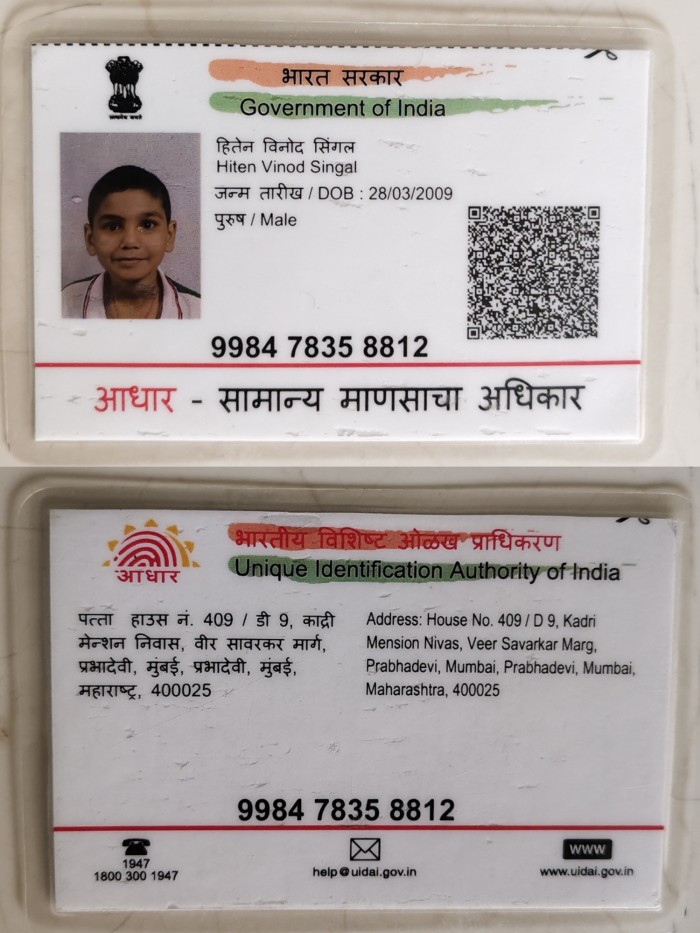 भारत सरकार
Government of India
सत्यमेव जयते
हितेन विनोद सिंगल
Hiten Vinod Singal
जन्म तारीख / DOB : 28/03/2009
पुरुष / Male
9984 7835 8812
आधार - सामान्य माणसाचा अधिकार
भारतीय विशिष्ट ओळख प्राधिकरण
Unique Identification Authority of India
आधार
पत्ता हाउस नं. 409 / डी 9, काद्री
मेन्शन निवास, वीर सावरकर मार्ग,
प्रभादेवी, मुंबई, प्रभादेवी, मुंबई,
महाराष्ट्र, 400025
Address: House No. 409 / D 9, Kadri
Mension Nivas, Veer Savarkar Marg,
Prabhadevi, Mumbai, Prabhadevi, Mumbai,
Maharashtra, 400025
9984 7835 8812
1947
1800 300 1947
help@uidai.gov.in
www
www.uidai.gov.in